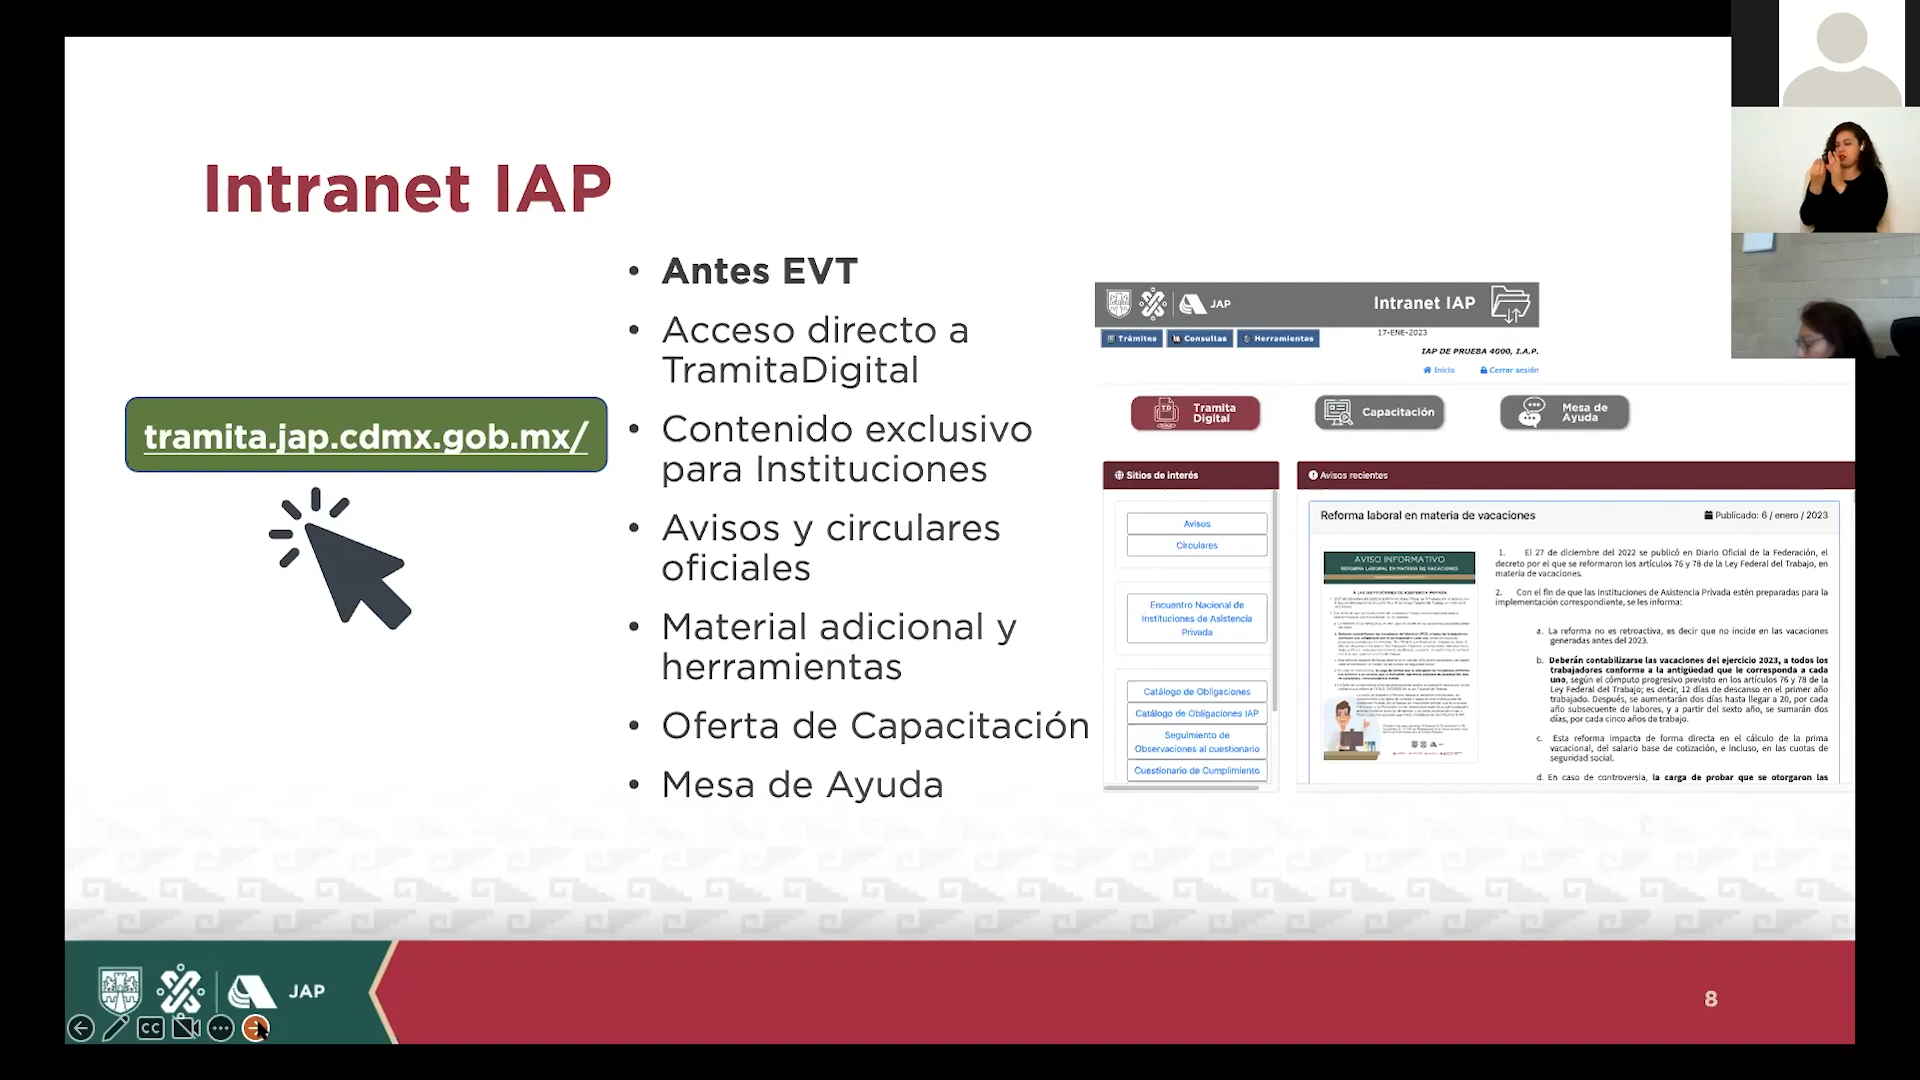 Intranet IAP
tramita.jap.cdmx.gob.mx/
• Antes EVT
• Acceso directo a
TramitaDigital
• Contenido exclusivo
para Instituciones
• Avisos y circulares
oficiales
• Material adicional y
herramientas
• Oferta de Capacitación
• Mesa de Ayuda
JAP
Intranet IAP
Trámites
Consultas
Herramientas
17-ENE-2023
IAP DE PRUEBA 4000, I.A.P.
Inicio
Cerrar sesión
TD
Tramita
Digital
Capacitación
Mesa de
Ayuda
Sitios de interés
Avisos
Circulares
Encuentro Nacional de
Instituciones de Asistencia
Privada
Catálogo de Obligaciones
Catálogo de Obligaciones IAP
Seguimiento de
Observaciones al cuestionario
Cuestionario de Cumplimiento
Avisos recientes
Reforma laboral en materia de vacaciones
Publicado: 6 / enero / 2023
AVISO INFORMATIVO
REFORMA LABORAL EN MATERIA DE VACACIONES
1. El 27 de diciembre del 2022 se publicó en Diario Oficial de la Federación, el
decreto por el que se reformaron los artículos 76 y 78 de la Ley Federal del Trabajo, en
materia de vacaciones.
2. Con el fin de que las Instituciones de Asistencia Privada estén preparadas para la
implementación correspondiente, se les informa:
a. La reforma no es retroactiva, es decir que no incide en las vacaciones
generadas antes del 2023.
b. Deberán contabilizarse las vacaciones del ejercicio 2023, a todos los
trabajadores conforme a la antigüedad que le corresponda a cada
uno, según el cómputo progresivo previsto en los artículos 76 y 78 de la
Ley Federal del Trabajo; es decir, 12 días de descanso en el primer año
trabajado. Después, se aumentarán dos días hasta llegar a 20, por cada
año subsecuente de labores, y a partir del sexto año, se sumarán dos
días, por cada cinco años de trabajo.
c. Esta reforma impacta de forma directa en el cálculo de la prima
vacacional, del salario base de cotización, e incluso, en las cuotas de
seguridad social.
d. En caso de controversia, la carga de probar que se otorgaron las
JAP
CC
8